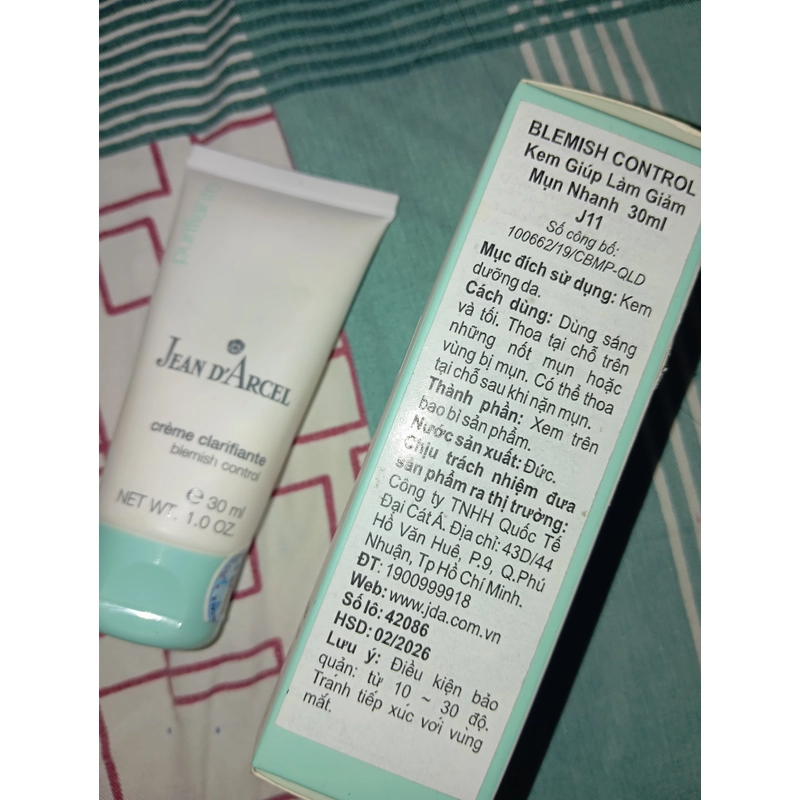 purifiante
JEAN D'ARCEL
crème clarifiante
blemish control
e 30 ml
NET WT. 1.0 OZ.
BLEMISH CONTROL
Kem Giúp Làm Giảm
Mụn Nhanh 30ml
J11
Số công bố:
100662/19/CBMP-QLD
Mục đích sử dụng: Kem
dưỡng da.
Cách dùng: Dùng sáng
và tối. Thoa tại chỗ trên
những nốt mụn hoặc
vùng bị mụn. Có thể thoa
tại chỗ sau khi nặn mụn.
Thành phần: Xem trên
bao bì sản phẩm.
Nước sản xuất: Đức.
Chịu trách nhiệm đưa
sản phẩm ra thị trường:
Công ty TNHH Quốc Tế
Đại Cát Á. Địa chỉ: 43D/44
Hồ Văn Huê, P.9, Q.Phú
Nhuận, Tp Hồ Chí Minh.
ĐT: 1900999918
Web: www.jda.com.vn
Số lô: 42086
HSD: 02/2026
Lưu ý: Điều kiện bảo
quản: từ 10 ~ 30 độ.
Tránh tiếp xúc với vùng
mắt.